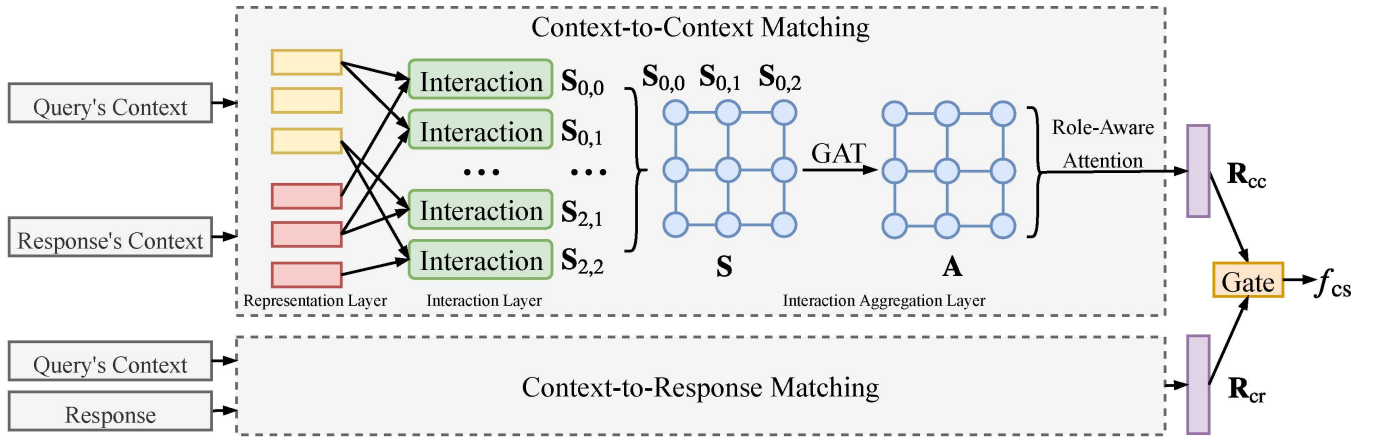 Context-to-Context Matching
Query's Context
Response's Context
Interaction S0,0
Interaction S0,1
... ...
Interaction S2,1
Interaction S2,2
Representation Layer
Interaction Layer
S0,0 S0,1 S0,2
GAT
S
A
Interaction Aggregation Layer
Role-Aware
Attention
Rcc
Gate
fcs
Query's Context
Response
Context-to-Response Matching
Rcr